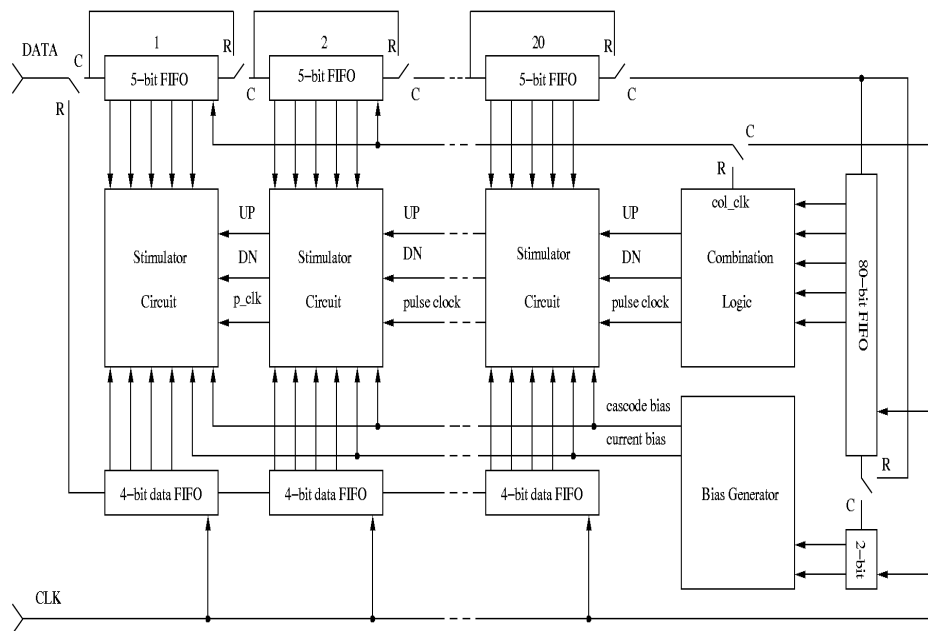 1
2
20
DATA
C
R
R
R
5-bit FIFO
5-bit FIFO
5-bit FIFO
R
C
C
C
C
R
col_clk
UP
UP
UP
Stimulator
Circuit
Stimulator
Circuit
Stimulator
Circuit
Combination
Logic
80-bit FIFO
DN
DN
DN
p_clk
pulse clock
pulse clock
cascode bias
current bias
R
C
4-bit data FIFO
4-bit data FIFO
4-bit data FIFO
Bias Generator
2-bit
CLK